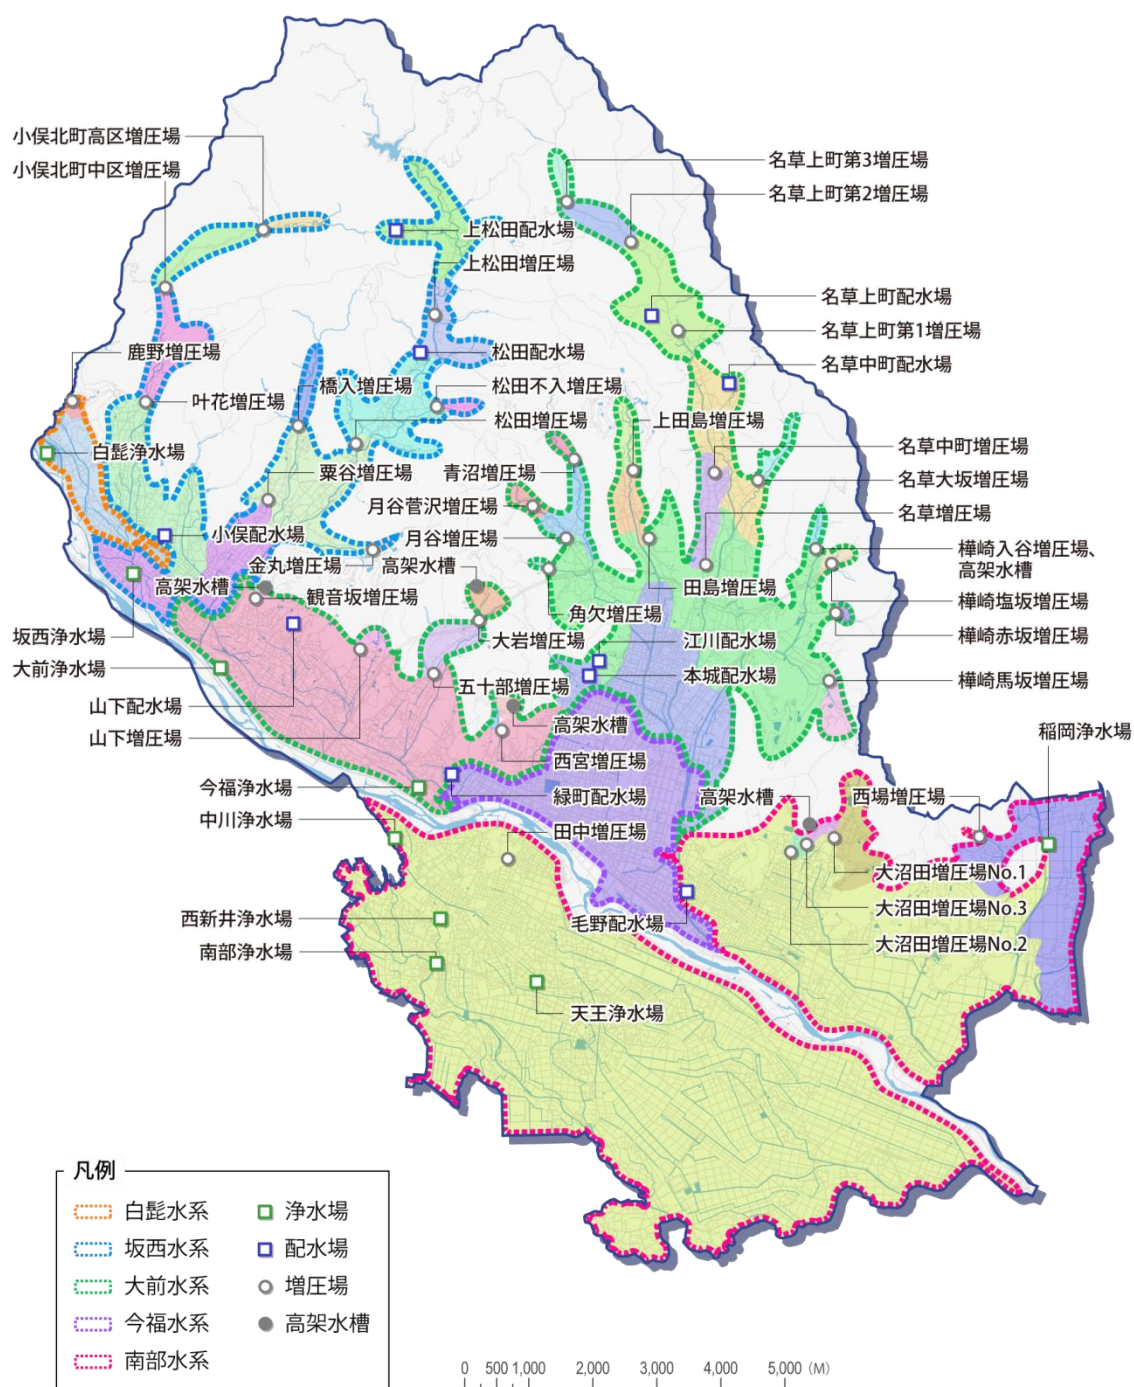 小俣北町高区増圧場
小俣北町中区増圧場
名草上町第3増圧場
名草上町第2増圧場
上松田配水場
上松田増圧場
名草上町配水場
名草上町第1増圧場
鹿野増圧場
松田配水場
名草中町配水場
橋入増圧場
松田不入増圧場
叶花増圧場
松田増圧場
上田島増圧場
白髭浄水場
名草中町増圧場
粟谷増圧場
青沼増圧場
名草大坂増圧場
月谷菅沢増圧場
名草増圧場
小俣配水場
月谷増圧場
樺崎入谷増圧場、
高架水槽
金丸増圧場
高架水槽
高架水槽
観音坂増圧場
田島増圧場
樺崎塩坂増圧場
角欠増圧場
坂西浄水場
大岩増圧場
江川配水場
樺崎赤坂増圧場
大前浄水場
本城配水場
樺崎馬坂増圧場
五十部増圧場
山下配水場
高架水槽
稲岡浄水場
山下増圧場
西宮増圧場
今福浄水場
緑町配水場
高架水槽
西場増圧場
中川浄水場
田中増圧場
大沼田増圧場No.1
大沼田増圧場No.3
西新井浄水場
毛野配水場
大沼田増圧場No.2
南部浄水場
天王浄水場
凡例
白髭水系
浄水場
坂西水系
配水場
大前水系
増圧場
今福水系
高架水槽
南部水系
0 500 1,000 2,000 3,000 4,000 5,000 (M)